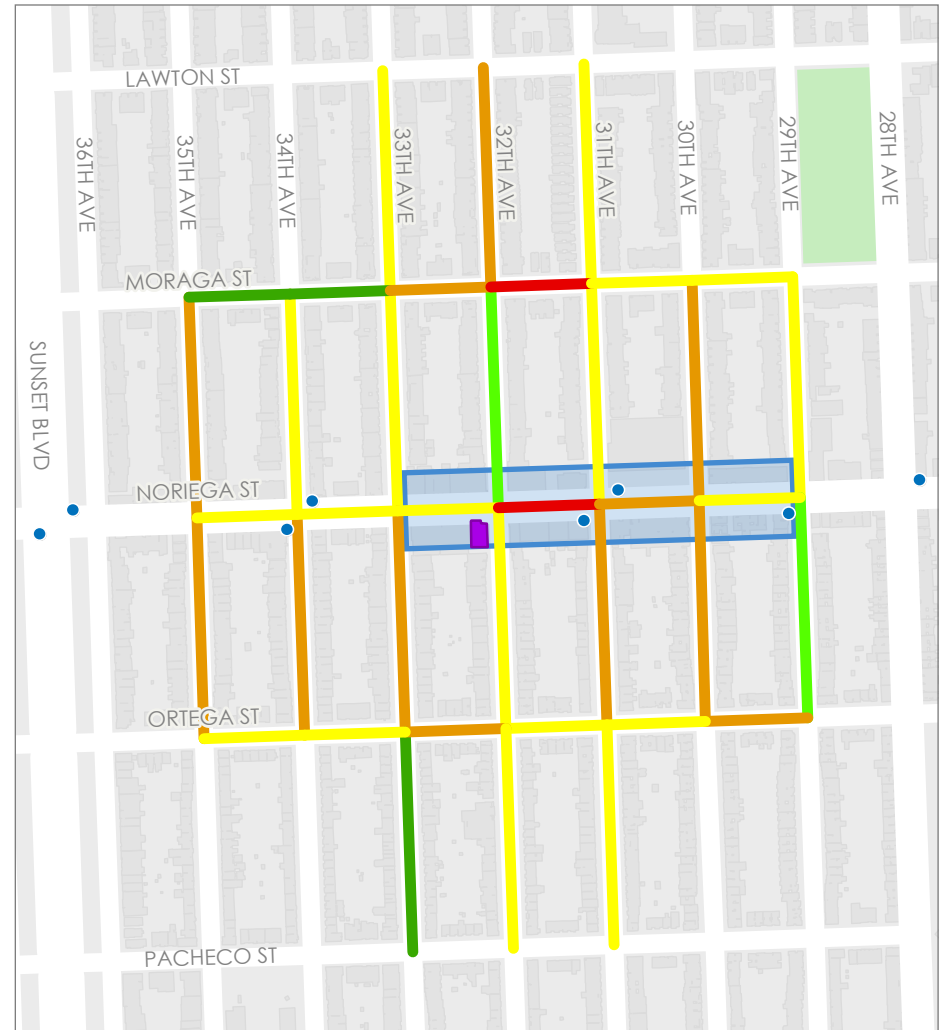 LAWTON ST
36TH AVE
35TH AVE
34TH AVE
33TH AVE
32TH AVE
31TH AVE
30TH AVE
29TH AVE
28TH AVE
MORAGA ST
SUNSET BLVD
NORIEGA ST
ORTEGA ST
PACHECO ST